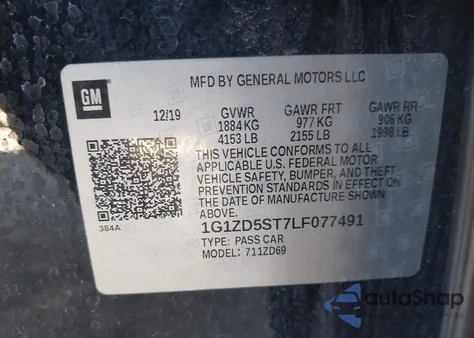 MFD BY GENERAL MOTORS LLC
GM
12/19 GVWR GAWR FRT GAWR RR
1884 KG 977 KG 906 KG
4153 LB 2155 LB 1998 LB
THIS VEHICLE CONFORMS TO ALL
APPLICABLE U.S. FEDERAL MOTOR
VEHICLE SAFETY, BUMPER, AND THEFT
PREVENTION STANDARDS IN EFFECT
ON THE DATE OF MANUFACTURE
SHOWN ABOVE.
384A
1G1ZD5ST7LF077491
TYPE: PASS CAR
MODEL: 711ZD69
autoSnap